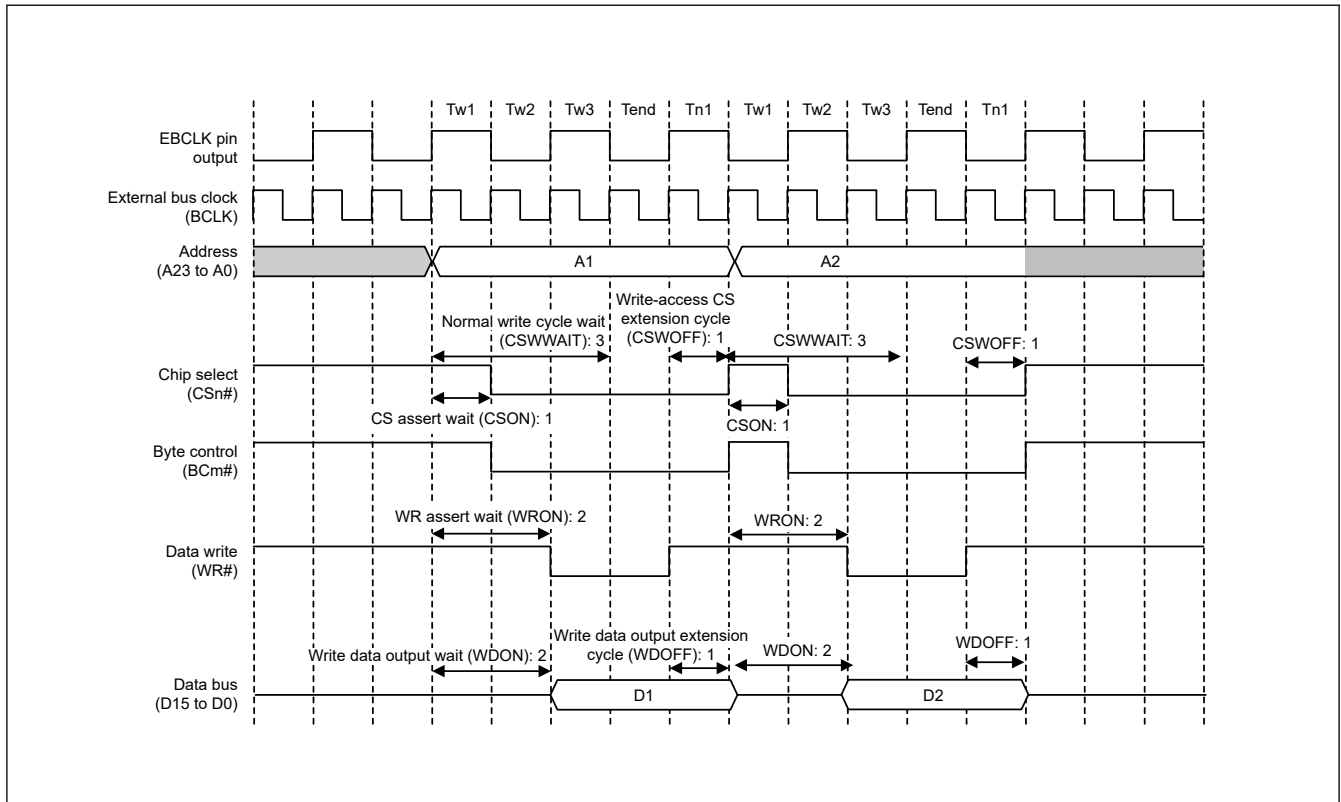 Tw1 Tw2 Tw3 Tend Tn1 Tw1 Tw2 Tw3 Tend Tn1
EBCLK pin
output
External bus clock
(BCLK)
Address
(A23 to A0)
A1 A2
Normal write cycle wait
(CSWWAIT): 3
Write-access CS
extension cycle
(CSWOFF): 1
CSWWAIT: 3
CSWOFF: 1
Chip select
(CSn#)
CS assert wait (CSON): 1
CSON: 1
Byte control
(BCm#)
WR assert wait (WRON): 2
WRON: 2
Data write
(WR#)
Write data output wait (WDON): 2
Write data output extension
cycle (WDOFF): 1
WDON: 2
WDOFF: 1
Data bus
(D15 to D0)
D1 D2